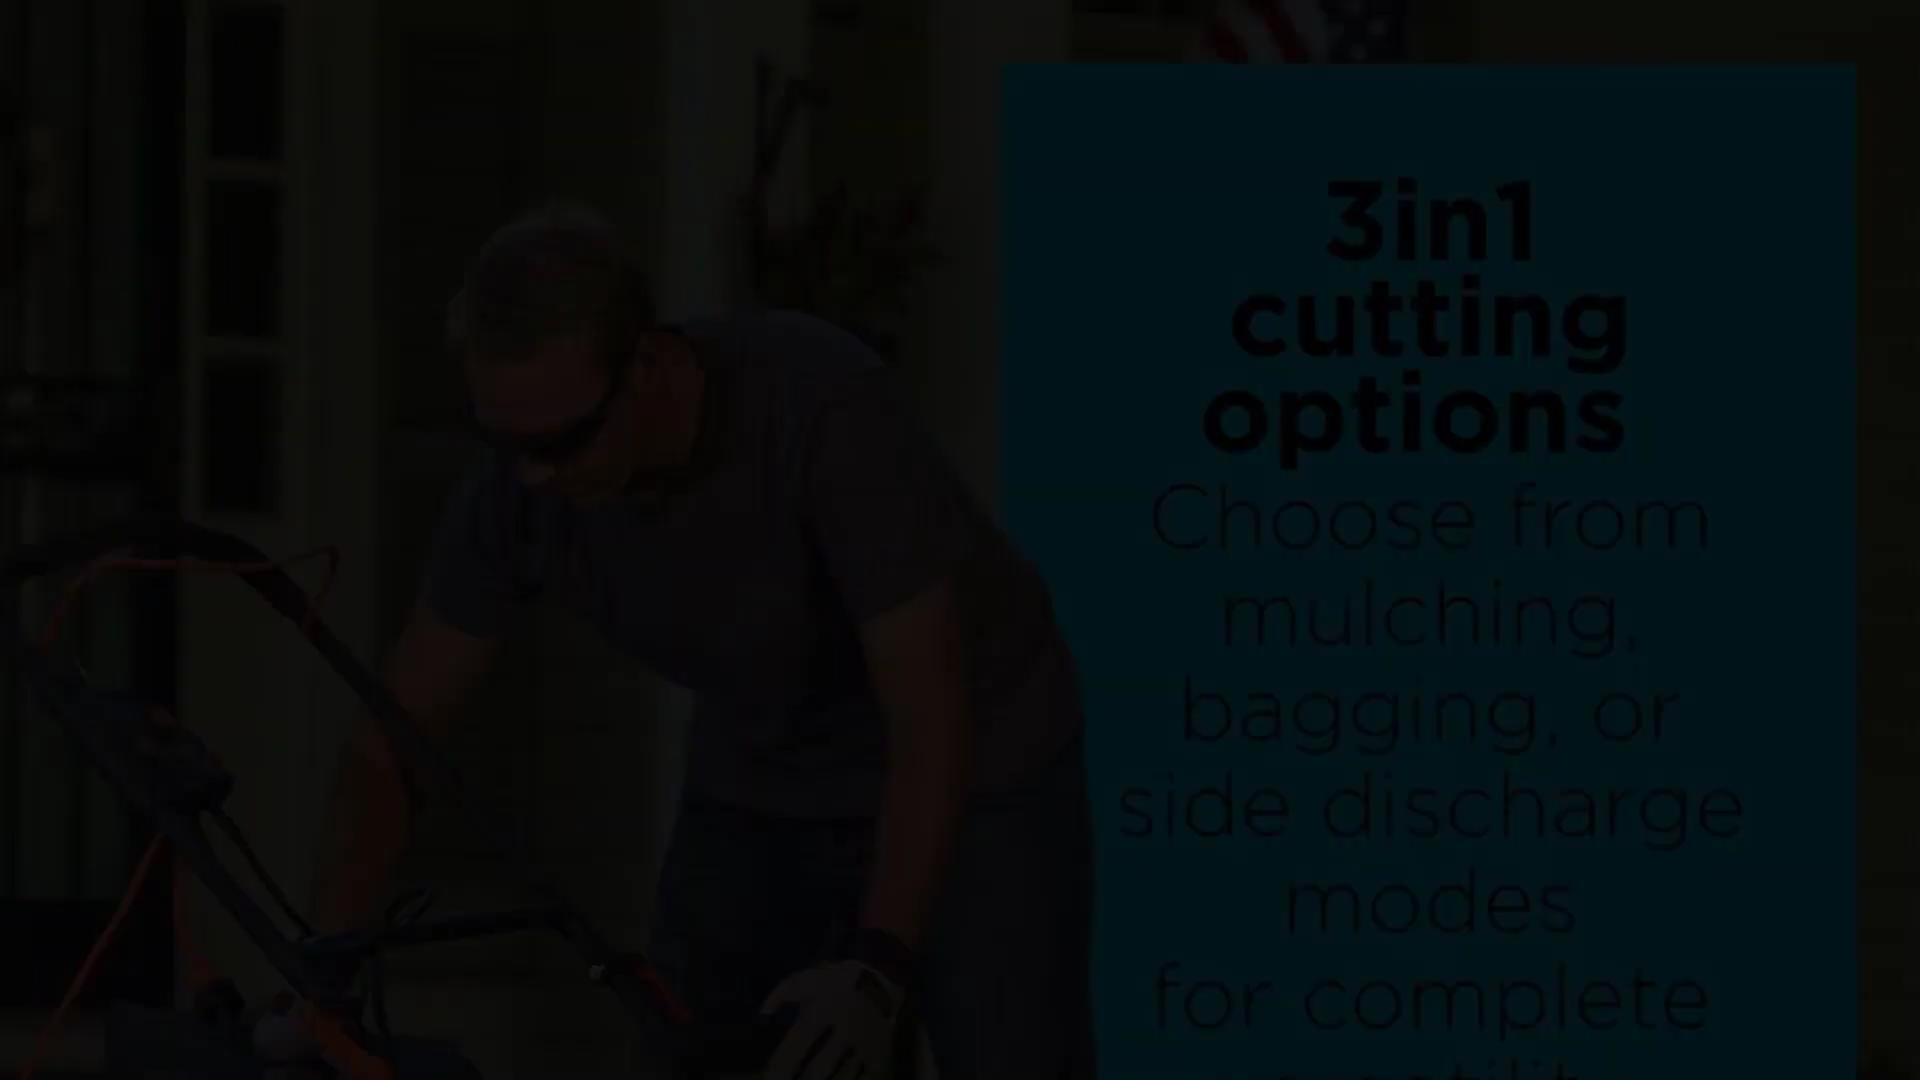 3in1
cutting
options
Choose from
mulching,
bagging, or
side discharge
modes
for complete